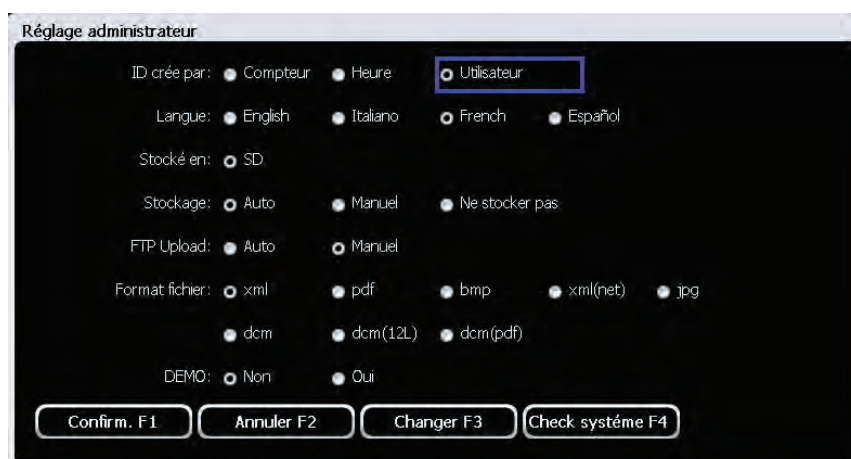 Réglage administrateur
ID crée par: Compteur Heure Utilisateur
Langue: English Italiano French Español
Stocké en: SD
Stockage: Auto Manuel Ne stocker pas
FTP Upload: Auto Manuel
Format fichier: xml pdf bmp xml(net) jpg
dcm dcm(12L) dcm(pdf)
DEMO: Non Oui
Confirm. F1 Annuler F2 Changer F3 Check systéme F4